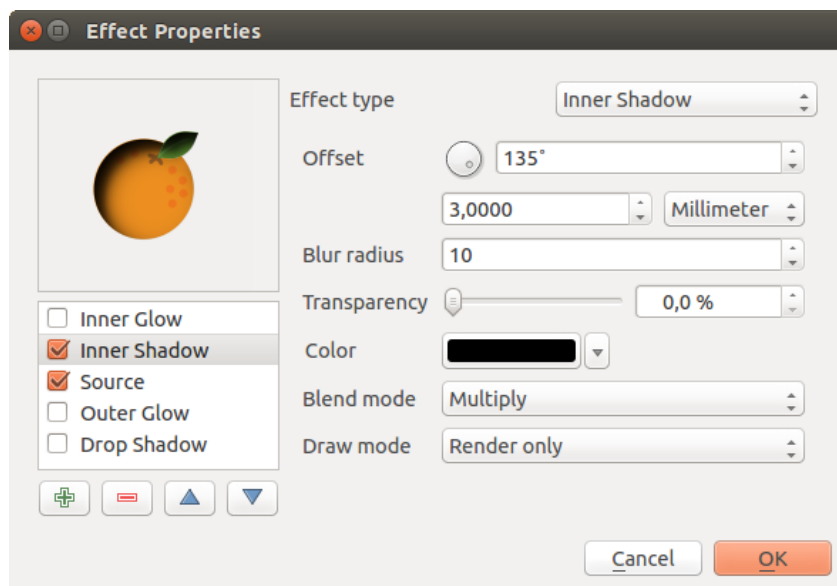 Effect Properties
Effect type Inner Shadow
Offset 135°
3,0000 Millimeter
Blur radius 10
Transparency 0,0 %
Color
Blend mode Multiply
Draw mode Render only
Inner Glow
Inner Shadow
Source
Outer Glow
Drop Shadow
Cancel OK